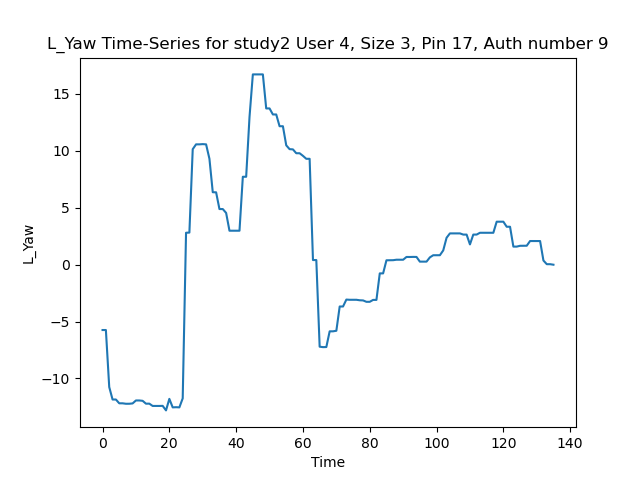 L_Yaw Time-Series for study2 User 4, Size 3, Pin 17, Auth number 9
15
10
5
0
−5
−10
L_Yaw
0 20 40 60 80 100 120 140
Time